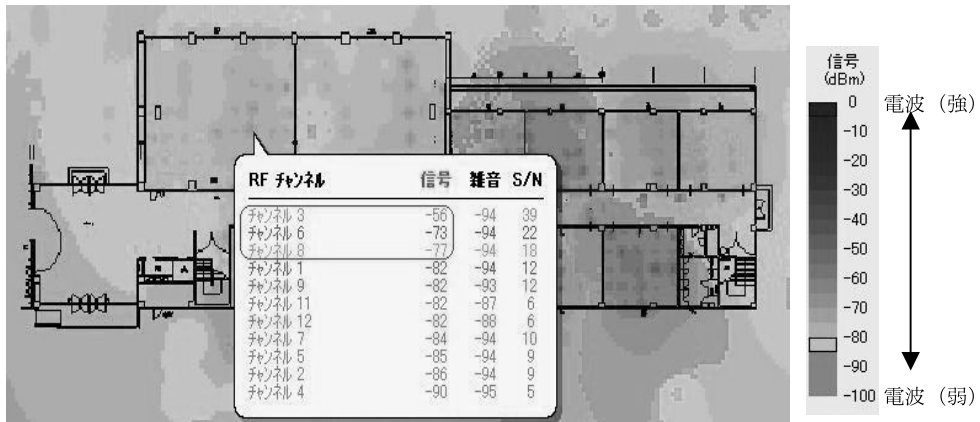 RF チャンネル 信号 雑音 S/N
チャンネル 3 -56 -94 39
チャンネル 6 -73 -94 22
チャンネル 8 -77 -94 18
チャンネル 1 -82 -94 12
チャンネル 9 -82 -93 12
チャンネル 11 -82 -87 6
チャンネル 12 -82 -88 6
チャンネル 7 -84 -94 10
チャンネル 5 -85 -94 9
チャンネル 2 -86 -94 9
チャンネル 4 -90 -95 5
信号
(dBm)
0
-10
-20
-30
-40
-50
-60
-70
-80
-90
-100
電波（強）
電波（弱）